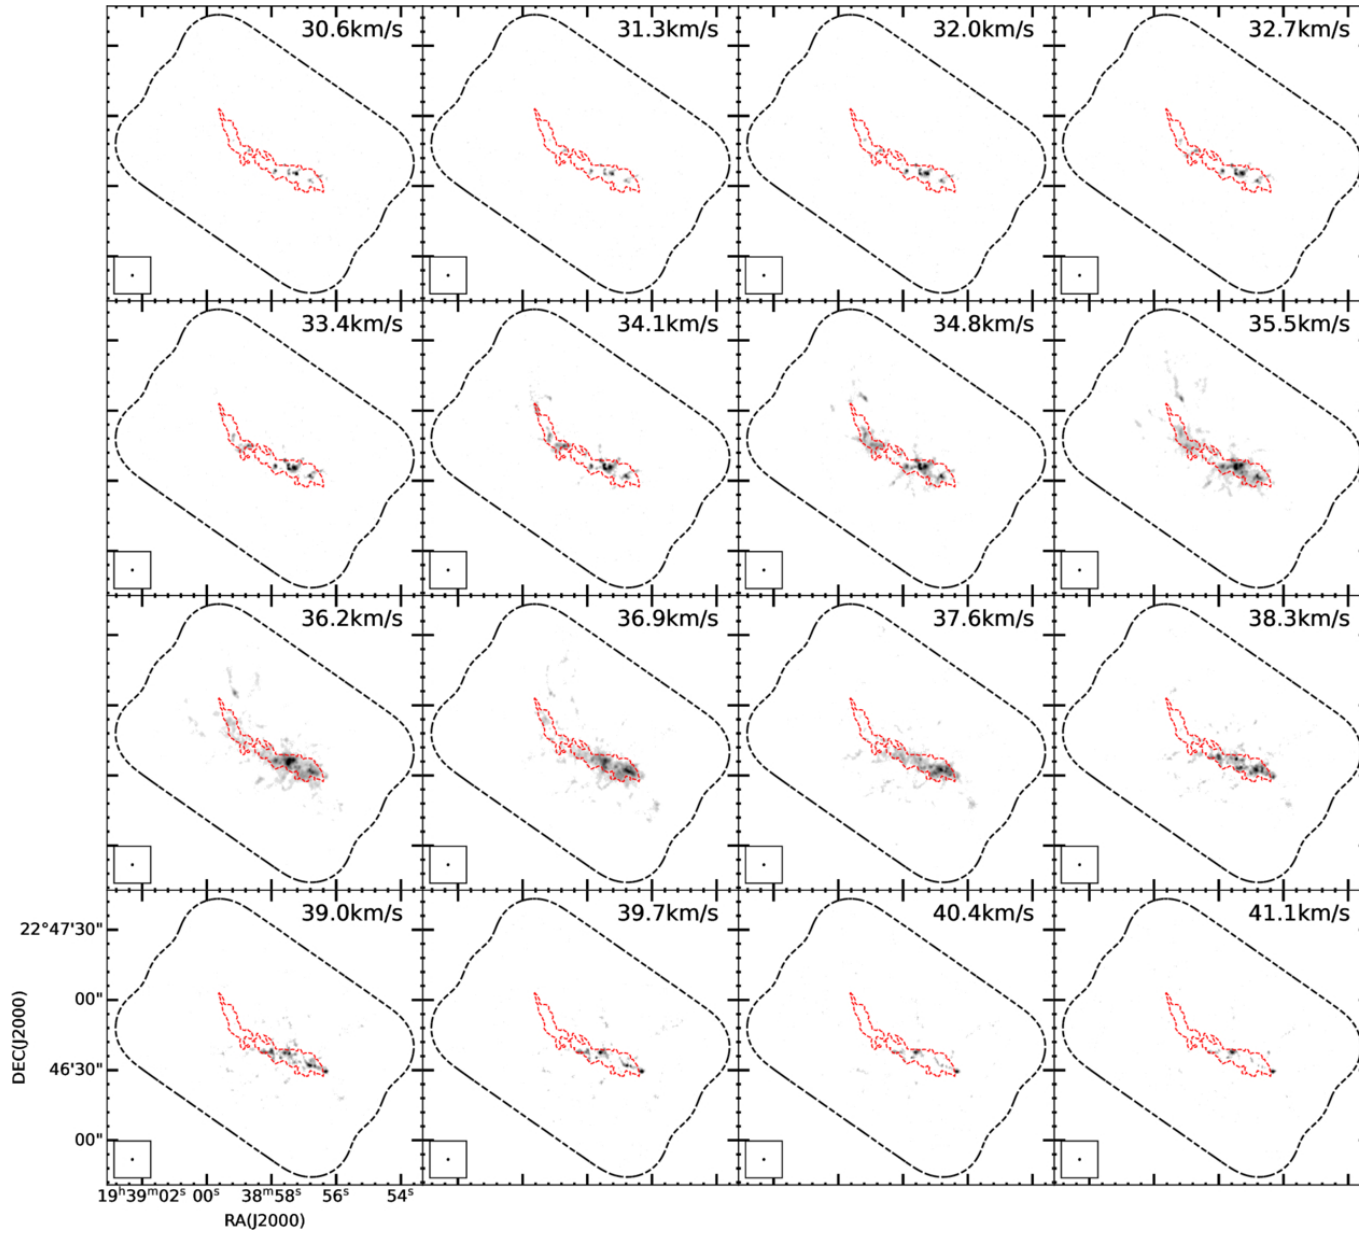 30.6km/s 31.3km/s 32.0km/s 32.7km/s
33.4km/s 34.1km/s 34.8km/s 35.5km/s
36.2km/s 36.9km/s 37.6km/s 38.3km/s
39.0km/s 39.7km/s 40.4km/s 41.1km/s
22°47'30"
00"
46'30"
00"
DEC(J2000)
19ʰ39ᵐ02ˢ 00ˢ 38ᵐ58ˢ 56ˢ 54ˢ
RA(J2000)